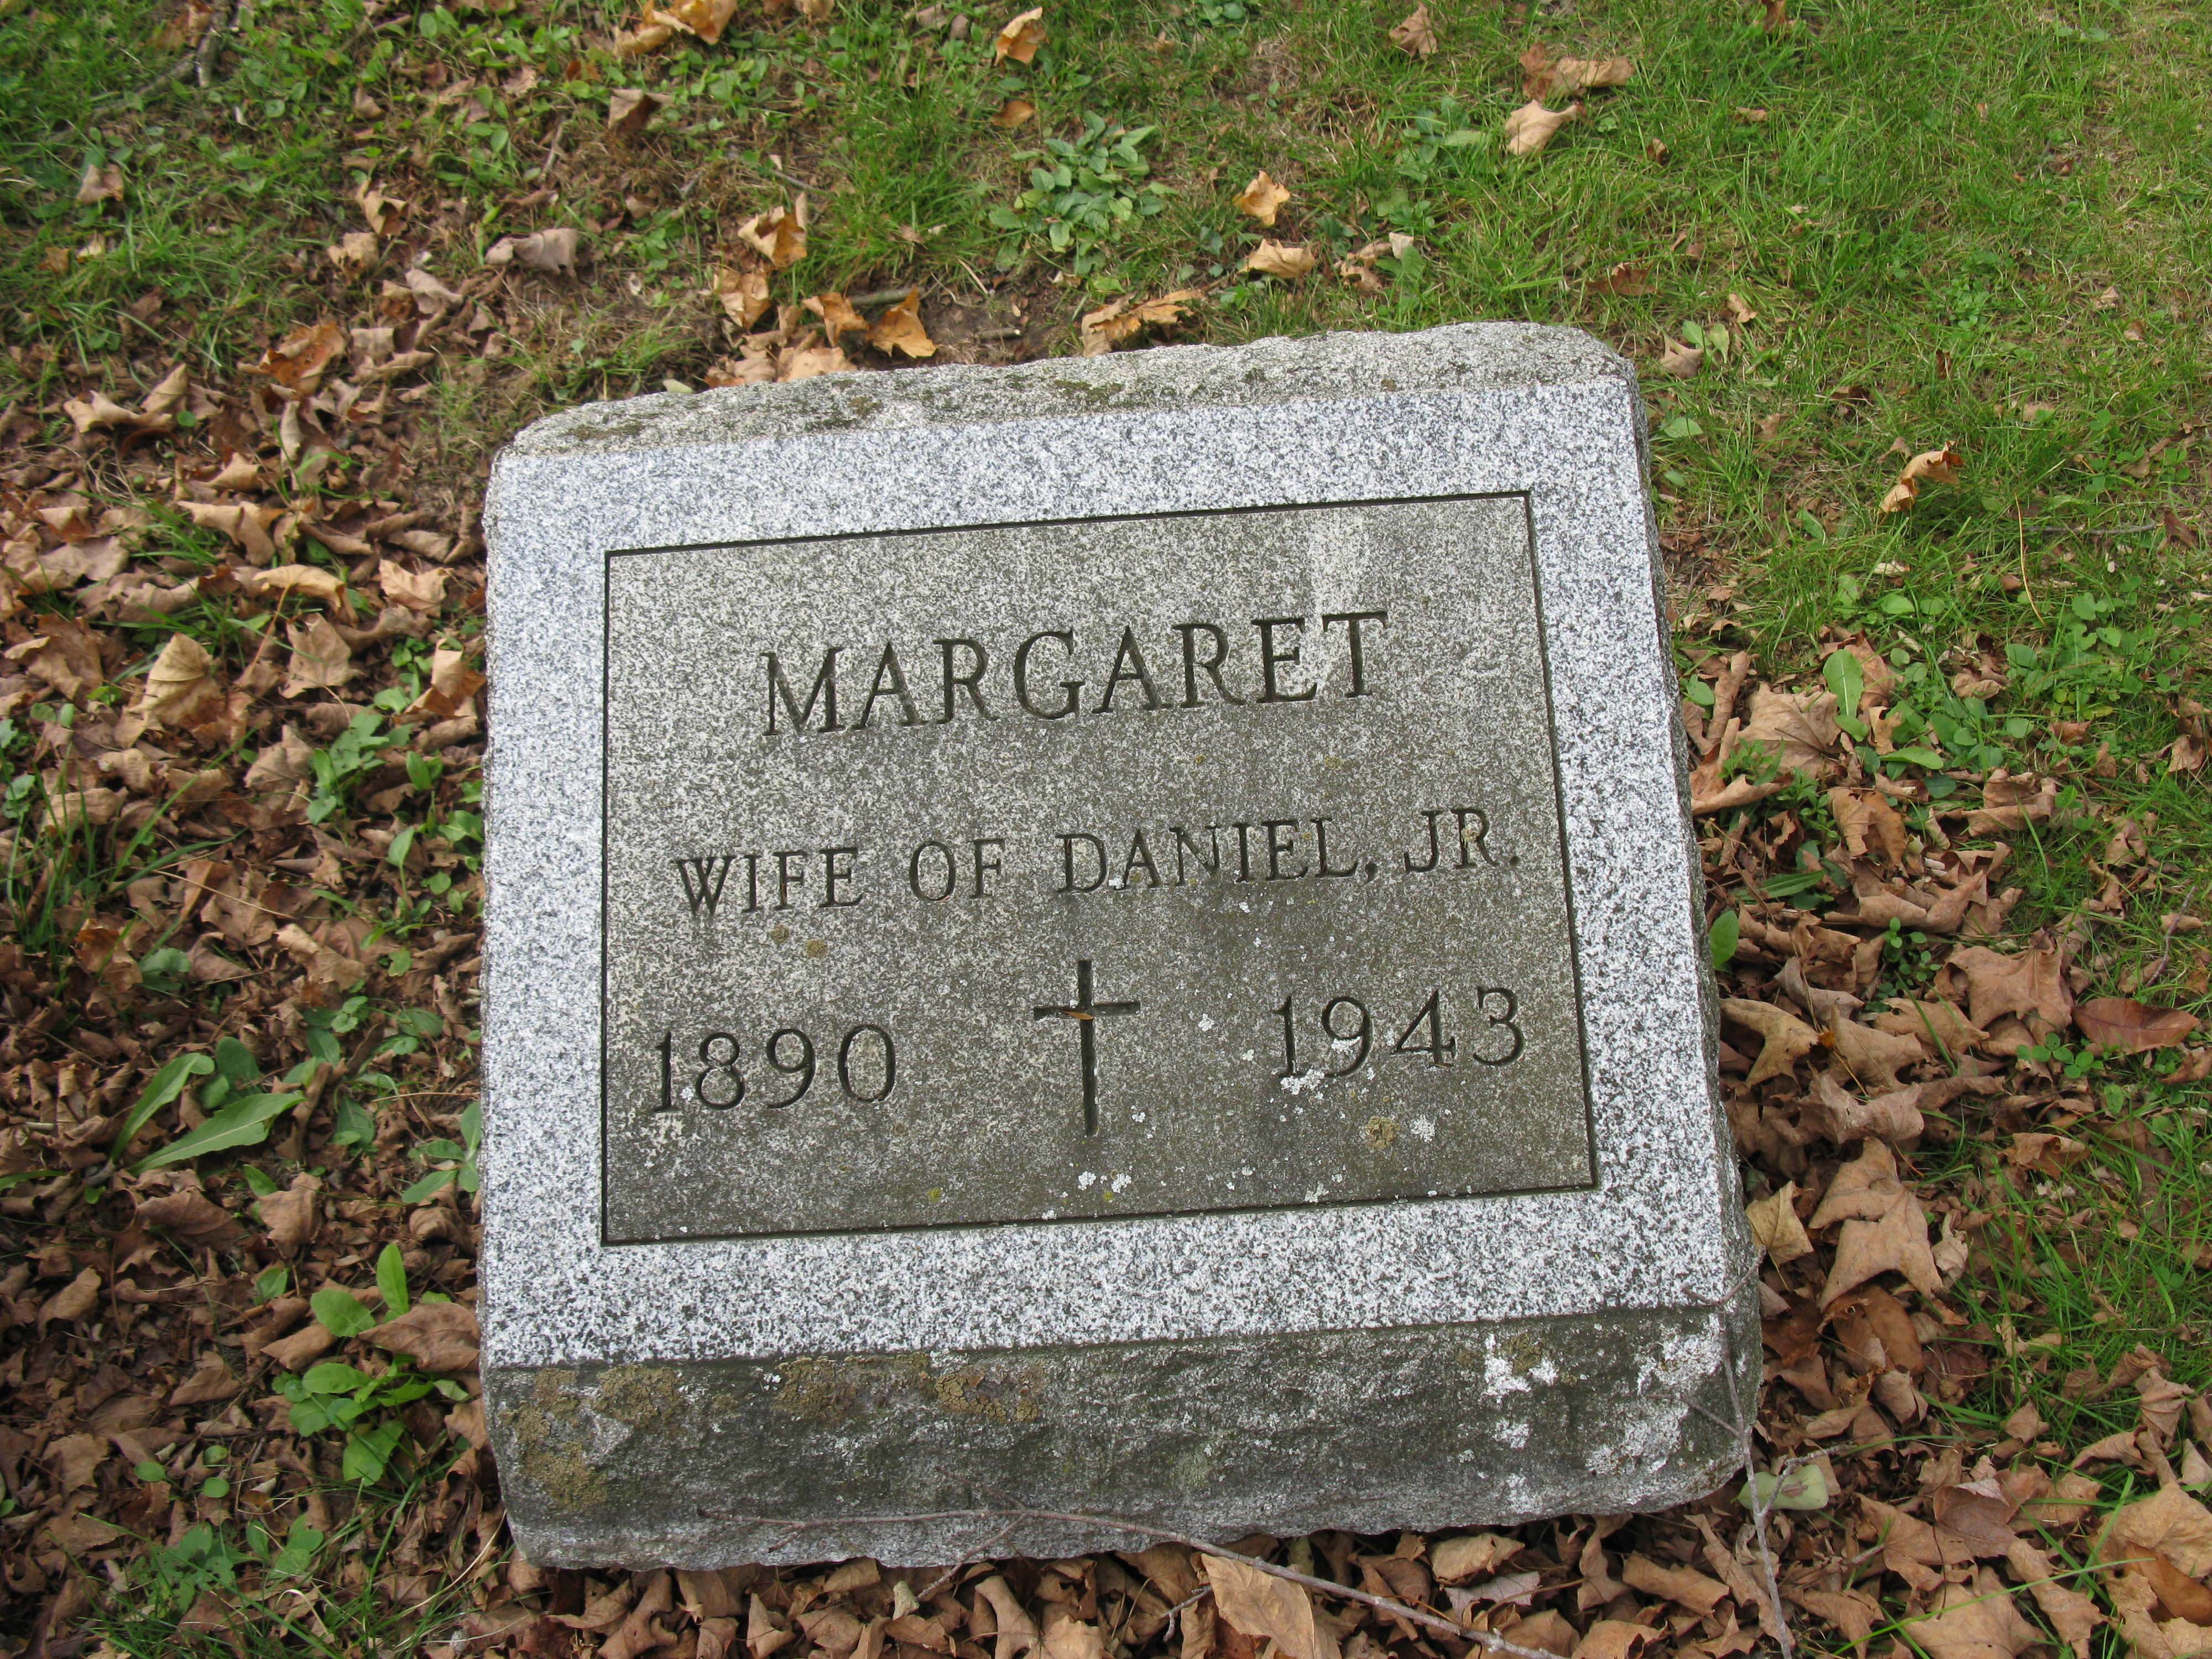 MARGARET
WIFE OF DANIEL, JR.
1890 1943